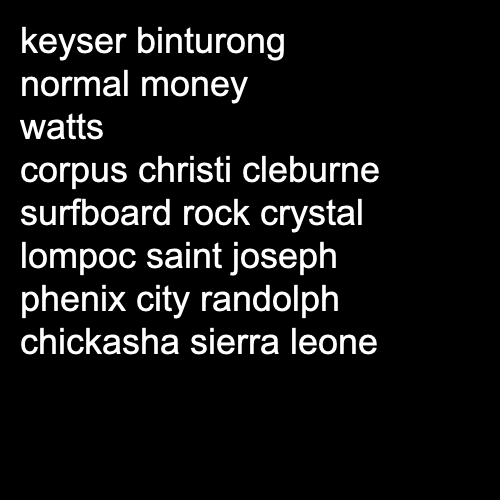 keyser binturong
normal money
watts
corpus christi cleburne
surfboard rock crystal
lompoc saint joseph
phenix city randolph
chickasha sierra leone